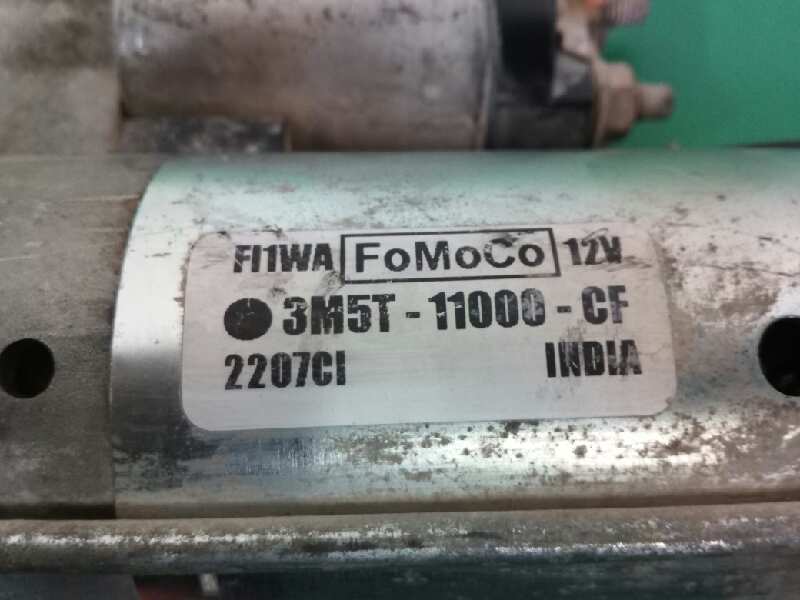 FI1WA FoMoCo 12V
3M5T-11000-CF
2207CI INDIA